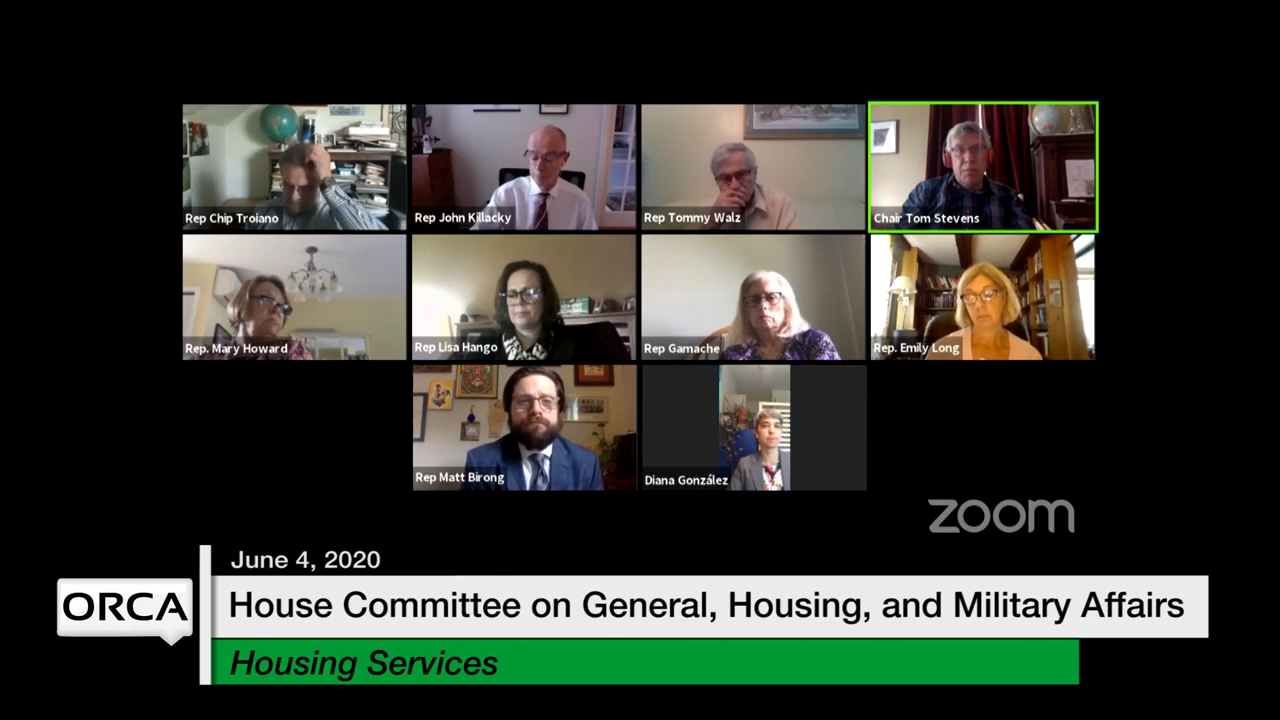 Rep Chip Troiano
Rep John Killacky
Rep Tommy Walz
Chair Tom Stevens
Rep. Mary Howard
Rep Lisa Hango
Rep Gamache
Rep. Emily Long
Rep Matt Birong
Diana González
zoom
June 4, 2020
ORCA
House Committee on General, Housing, and Military Affairs
Housing Services